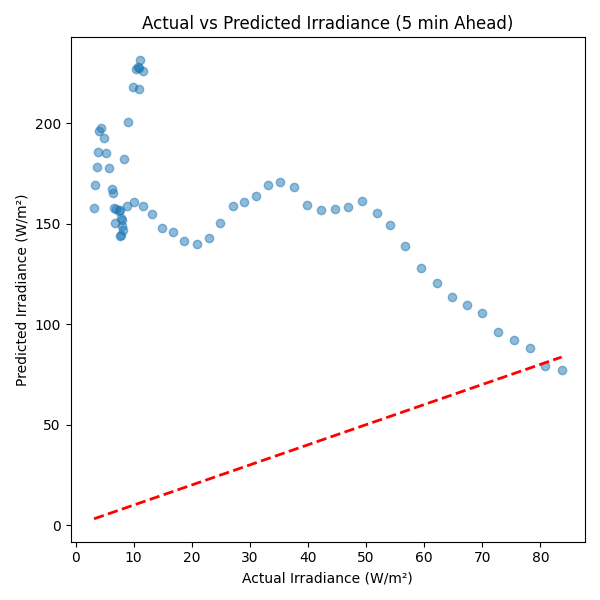 Actual vs Predicted Irradiance (5 min Ahead)
Predicted Irradiance (W/m²)
200
150
100
50
0
0 10 20 30 40 50 60 70 80
Actual Irradiance (W/m²)